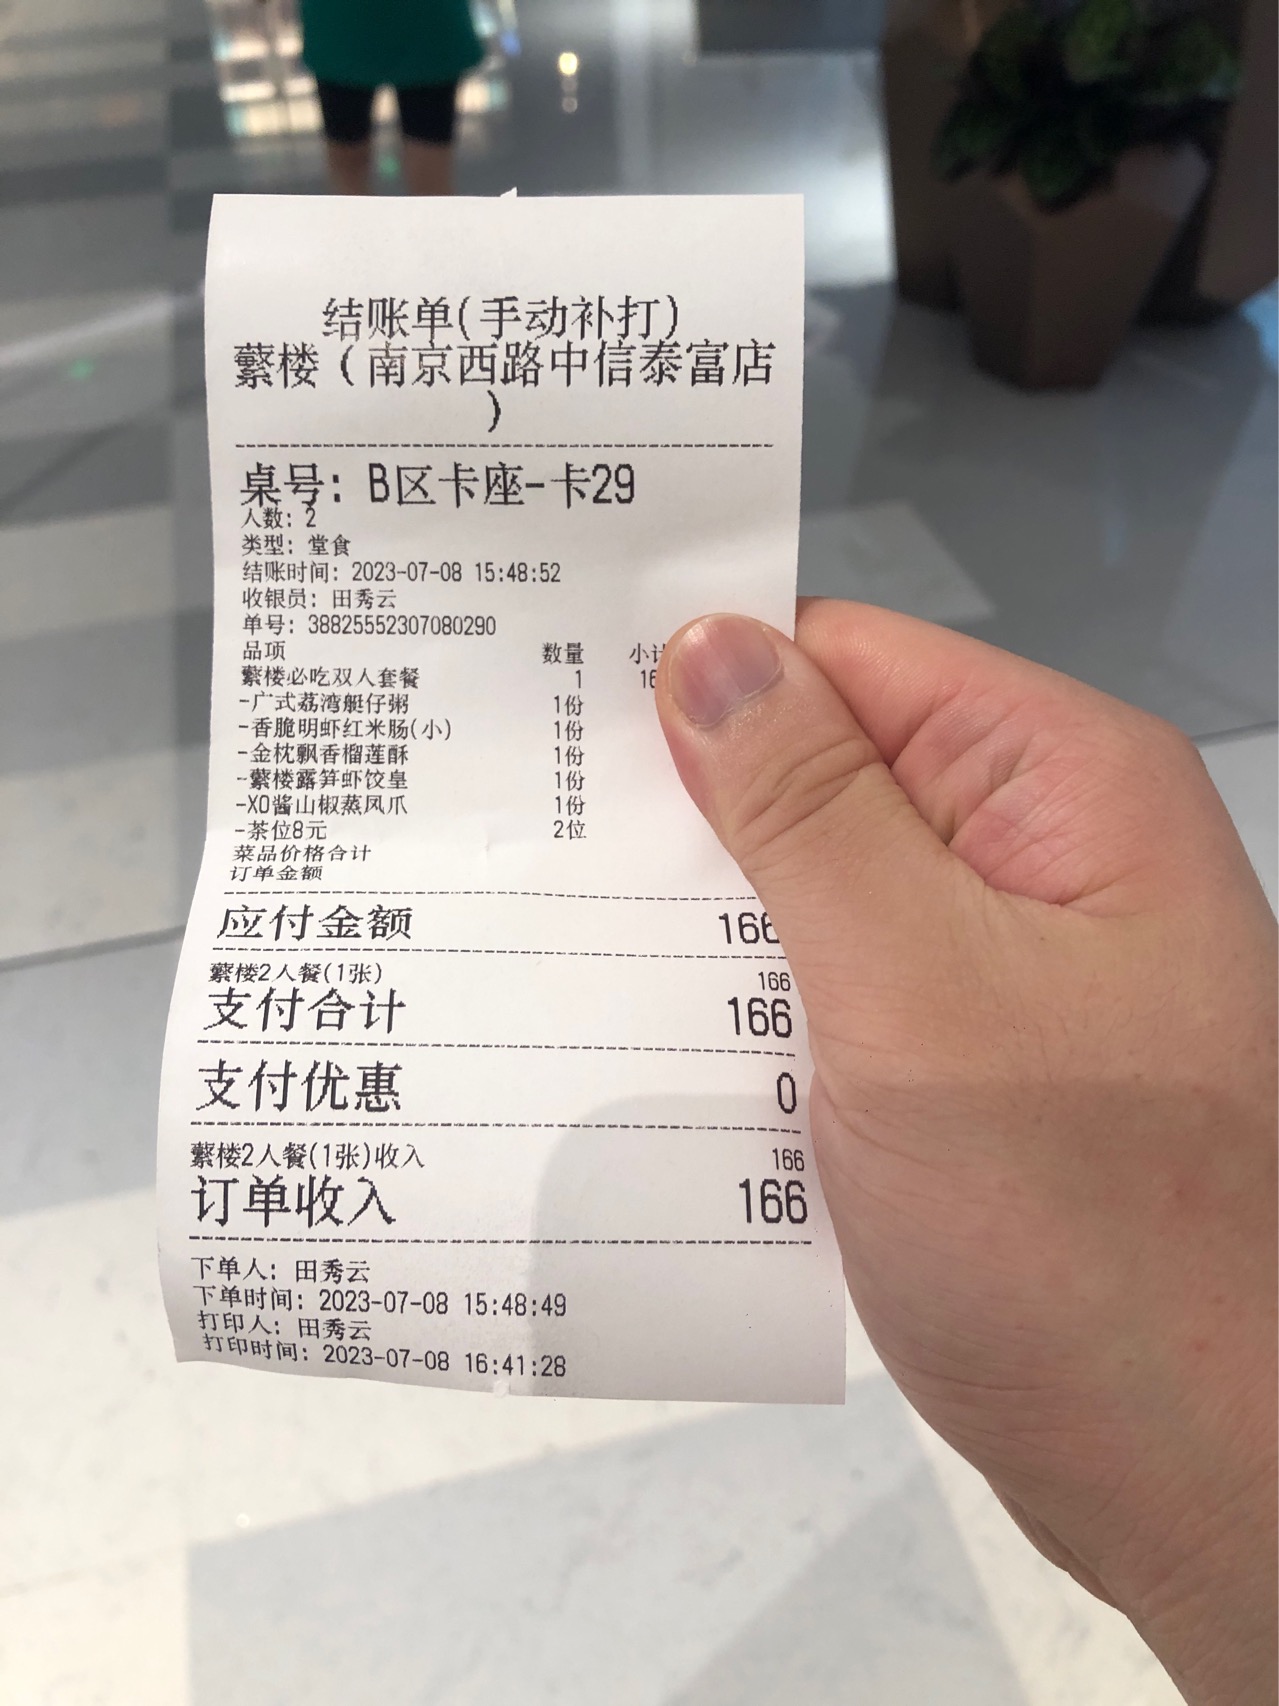 结账单(手动补打)
蘩楼（南京西路中信泰富店
）
桌号: B区卡座-卡29
人数: 2
类型: 堂食
结账时间: 2023-07-08 15:48:52
收银员: 田秀云
单号: 38825552307080290
品项 数量 小计
蘩楼必吃双人套餐 1
-广式荔湾艇仔粥 1份
-香脆明虾红米肠(小) 1份
-金枕飘香榴莲酥 1份
-蘩楼露笋虾饺皇 1份
-XO酱山椒蒸凤爪 1份
-茶位8元 2位
菜品价格合计
订单金额
应付金额 166
蘩楼2人餐(1张) 166
支付合计 166
支付优惠 0
蘩楼2人餐(1张)收入 166
订单收入 166
下单人: 田秀云
下单时间: 2023-07-08 15:48:49
打印人: 田秀云
打印时间: 2023-07-08 16:41:28